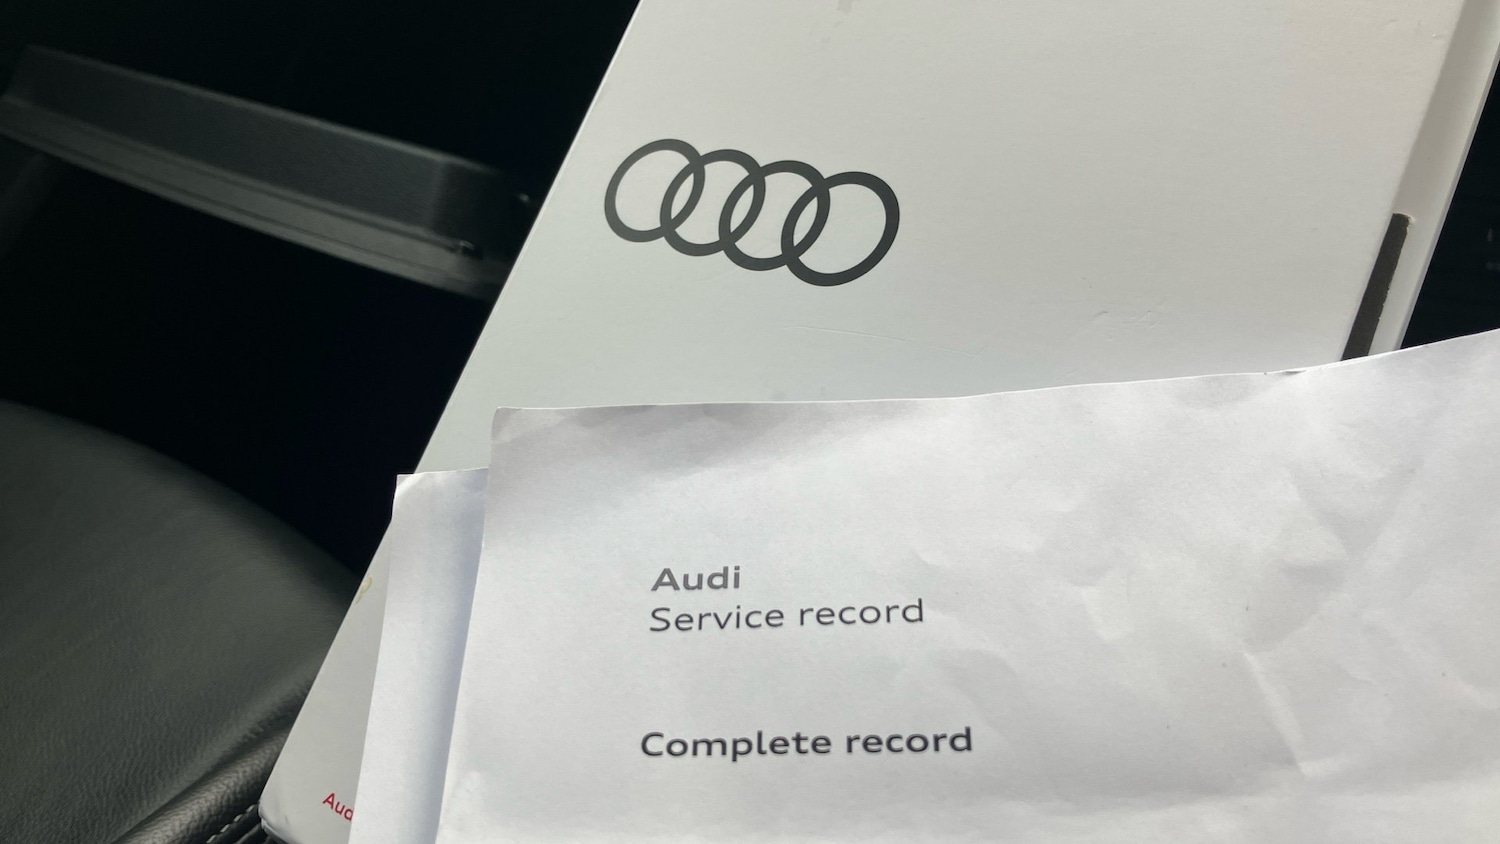 Audi
Service record
Complete record